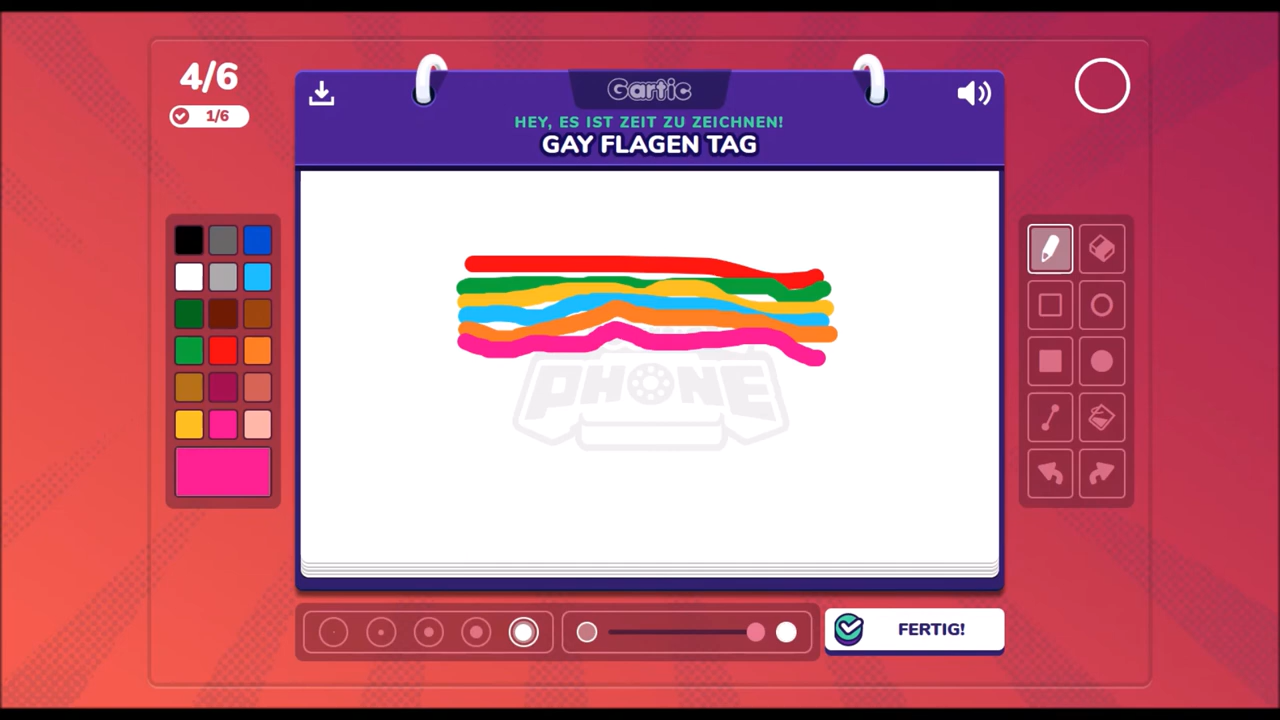 4/6
1/6
Gartic
HEY, ES IST ZEIT ZU ZEICHNEN!
GAY FLAGEN TAG
PHONE
FERTIG!